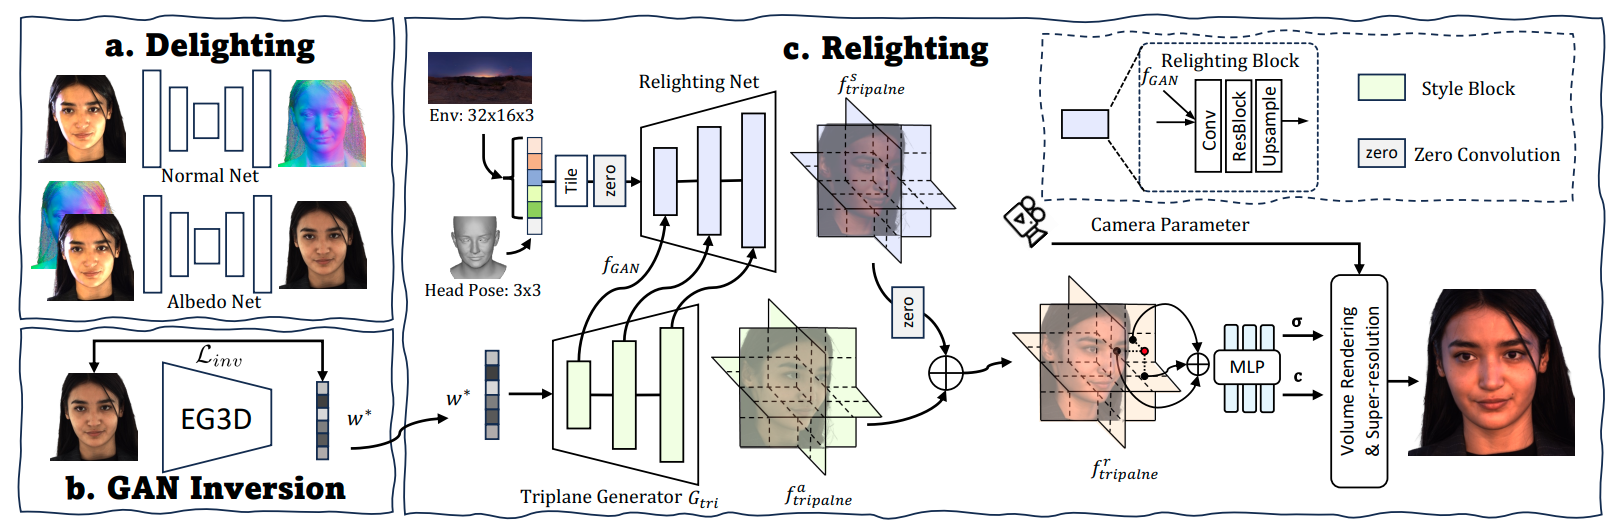 a. Delighting
Normal Net
Albedo Net
b. GAN Inversion
$\mathcal{L}_{inv}$
EG3D
$w^*$
c. Relighting
Env: 32x16x3
Head Pose: 3x3
Tile
zero
Relighting Net
$f_{GAN}$
$w^*$
Triplane Generator $G_{tri}$
$f^s_{tripalne}$
$f^a_{tripalne}$
zero
$f^r_{tripalne}$
MLP
σ
c
Camera Parameter
Volume Rendering
& Super-resolution
Relighting Block
$f_{GAN}$
Conv
ResBlock
Upsample
Style Block
zero
Zero Convolution